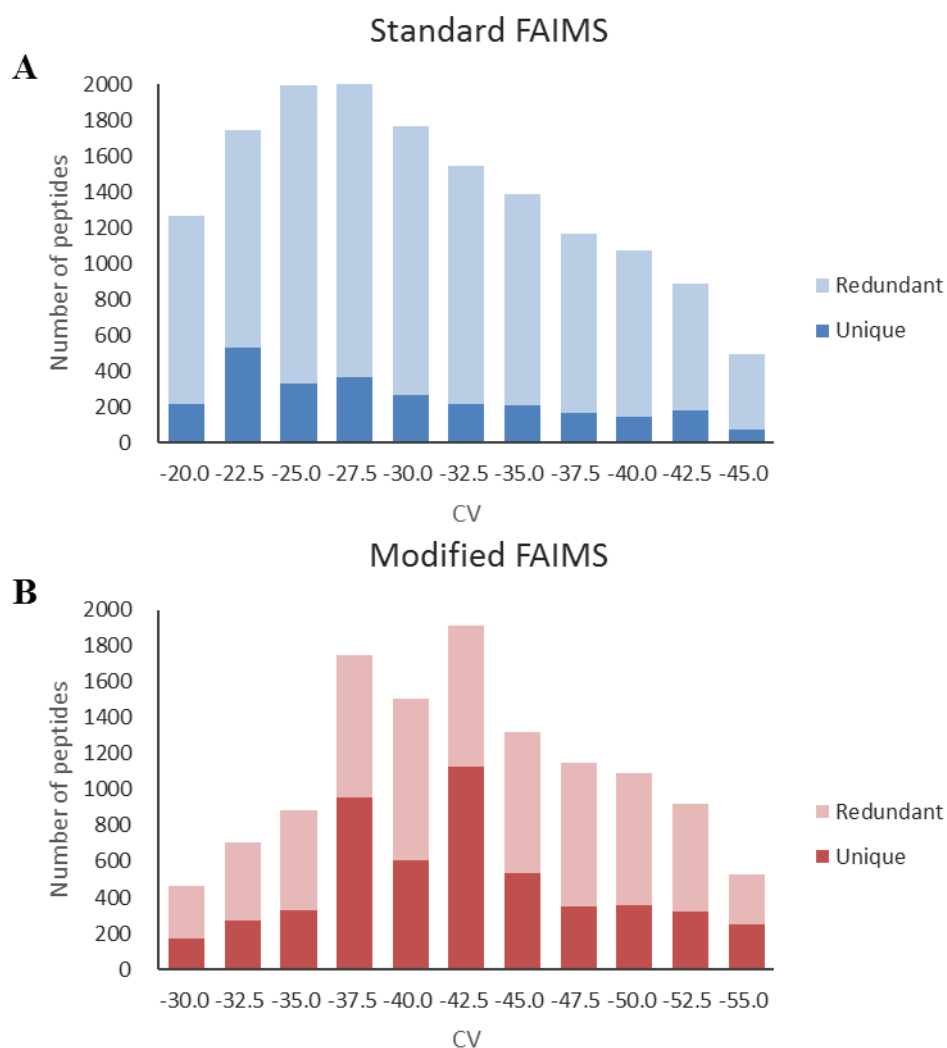 Standard FAIMS
A
Number of peptides
2000
1800
1600
1400
1200
1000
800
600
400
200
0
-20.0 -22.5 -25.0 -27.5 -30.0 -32.5 -35.0 -37.5 -40.0 -42.5 -45.0
CV
Redundant
Unique
Modified FAIMS
B
Number of peptides
2000
1800
1600
1400
1200
1000
800
600
400
200
0
-30.0 -32.5 -35.0 -37.5 -40.0 -42.5 -45.0 -47.5 -50.0 -52.5 -55.0
CV
Redundant
Unique